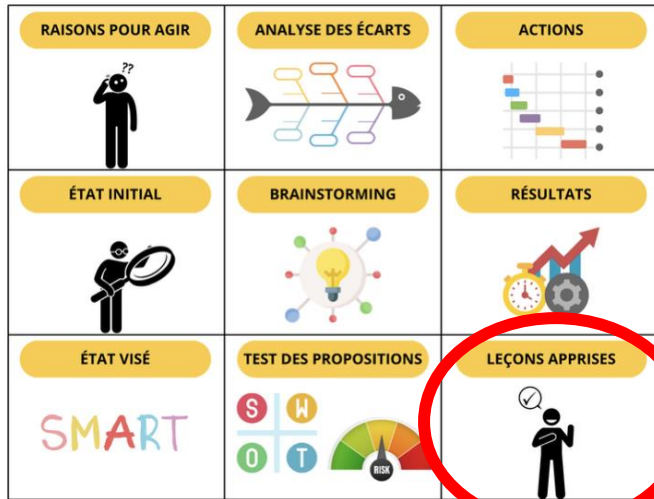 RAISONS POUR AGIR
ANALYSE DES ÉCARTS
ACTIONS
??
ÉTAT INITIAL
BRAINSTORMING
RÉSULTATS
ÉTAT VISÉ
TEST DES PROPOSITIONS
LEÇONS APPRISES
SMART
S W
O T
RISK